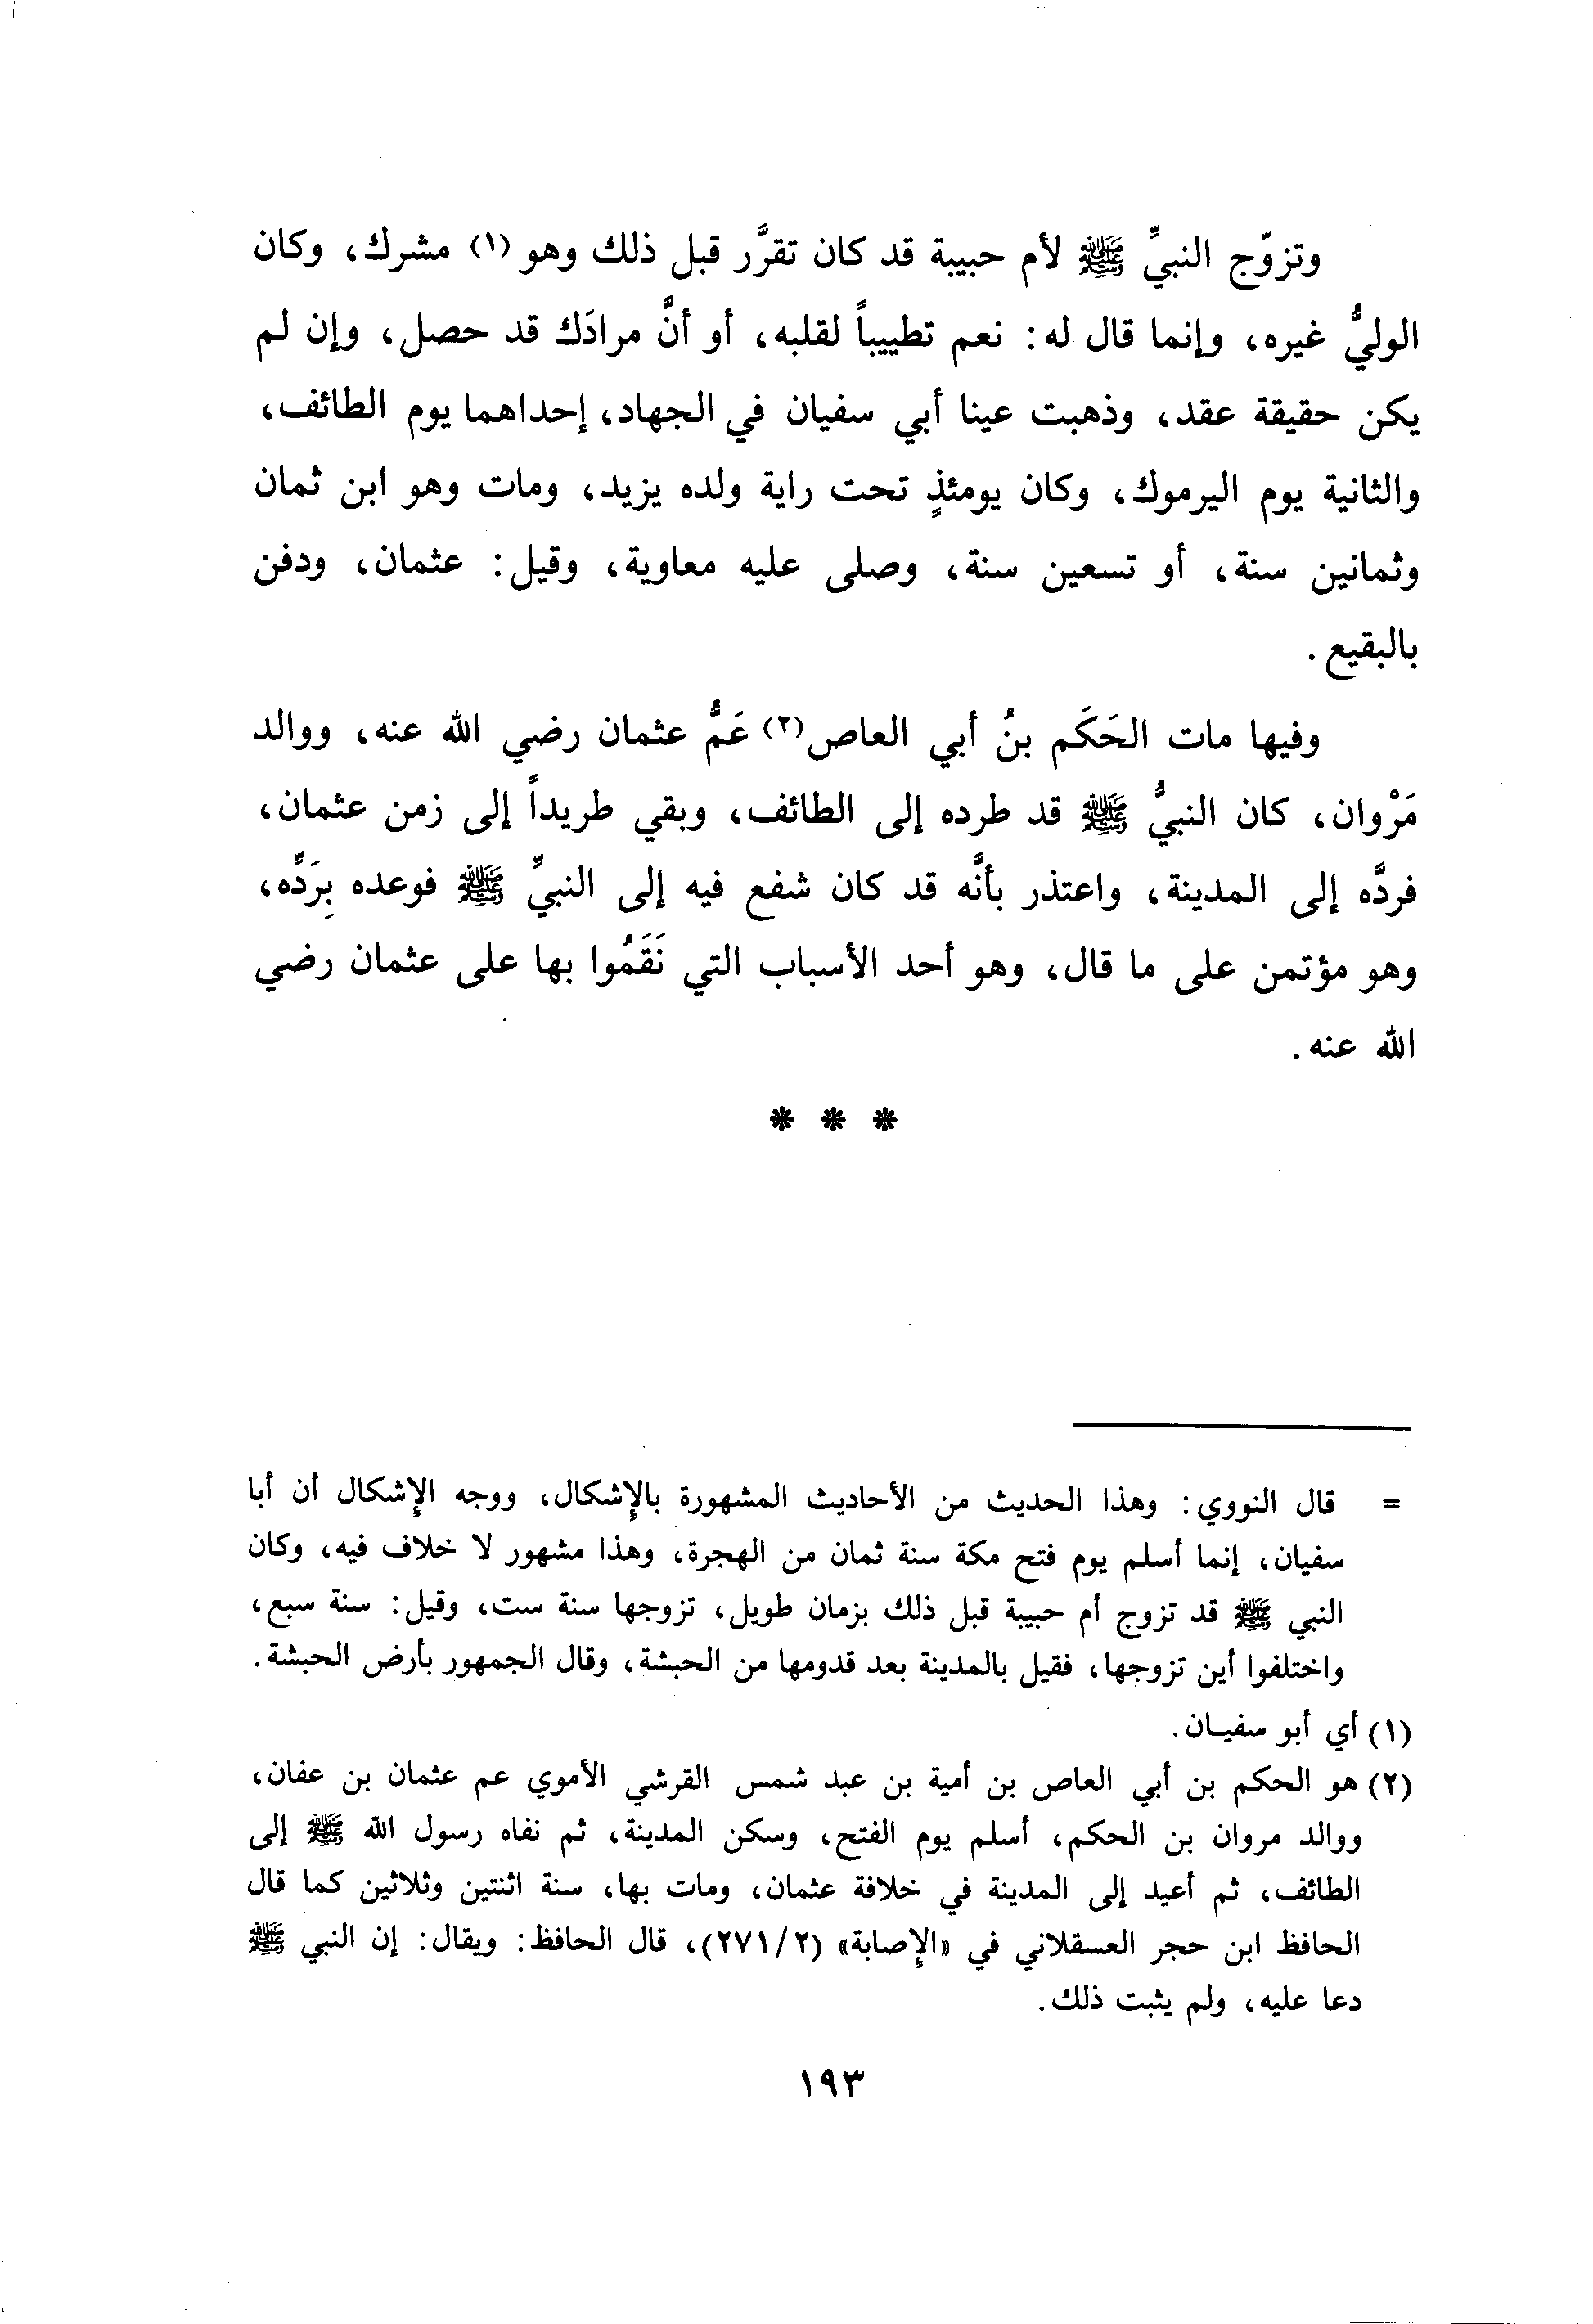 وتزوّج النبيِّ ﷺ لأم حبيبة قد كان تقرَّر قبل ذلك وهو (١) مشرك، وكان
الوليُّ غيره، وإنما قال له: نعم تطييباً لقلبه، أو أنَّ مرادَك قد حصل، وإن لم
يكن حقيقة عقد، وذهبت عينا أبي سفيان في الجهاد، إحداهما يوم الطائف،
والثانية يوم اليرموك، وكان يومئذٍ تحت راية ولده يزيد، ومات وهو ابن ثمان
وثمانين سنة، أو تسعين سنة، وصلى عليه معاوية، وقيل: عثمان، ودفن
بالبقيع.
وفيها مات الحَكَم بنُ أبي العاص(٢) عَمُّ عثمان رضي الله عنه، ووالد
مَرْوان، كان النبيُّ ﷺ قد طرده إلى الطائف، وبقي طريداً إلى زمن عثمان،
فردَّه إلى المدينة، واعتذر بأنَّه قد كان شفع فيه إلى النبيِّ ﷺ فوعده بِرَدِّه،
وهو مؤتمن على ما قال، وهو أحد الأسباب التي نَقَمُوا بها على عثمان رضي
الله عنه.
* * *
= قال النووي: وهذا الحديث من الأحاديث المشهورة بالإشكال، ووجه الإشكال أن أبا
سفيان، إنما أسلم يوم فتح مكة سنة ثمان من الهجرة، وهذا مشهور لا خلاف فيه، وكان
النبي ﷺ قد تزوج أم حبيبة قبل ذلك بزمان طويل، تزوجها سنة ست، وقيل: سنة سبع،
واختلفوا أين تزوجها، فقيل بالمدينة بعد قدومها من الحبشة، وقال الجمهور بأرض الحبشة.
(١) أي أبو سفيان.
(٢) هو الحكم بن أبي العاص بن أمية بن عبد شمس القرشي الأموي عم عثمان بن عفان،
ووالد مروان بن الحكم، أسلم يوم الفتح، وسكن المدينة، ثم نفاه رسول الله ﷺ إلى
الطائف، ثم أعيد إلى المدينة في خلافة عثمان، ومات بها، سنة اثنتين وثلاثين كما قال
الحافظ ابن حجر العسقلاني في «الإصابة» (٢/٢٧١)، قال الحافظ: ويقال: إن النبي ﷺ
دعا عليه، ولم يثبت ذلك.
١٩٣